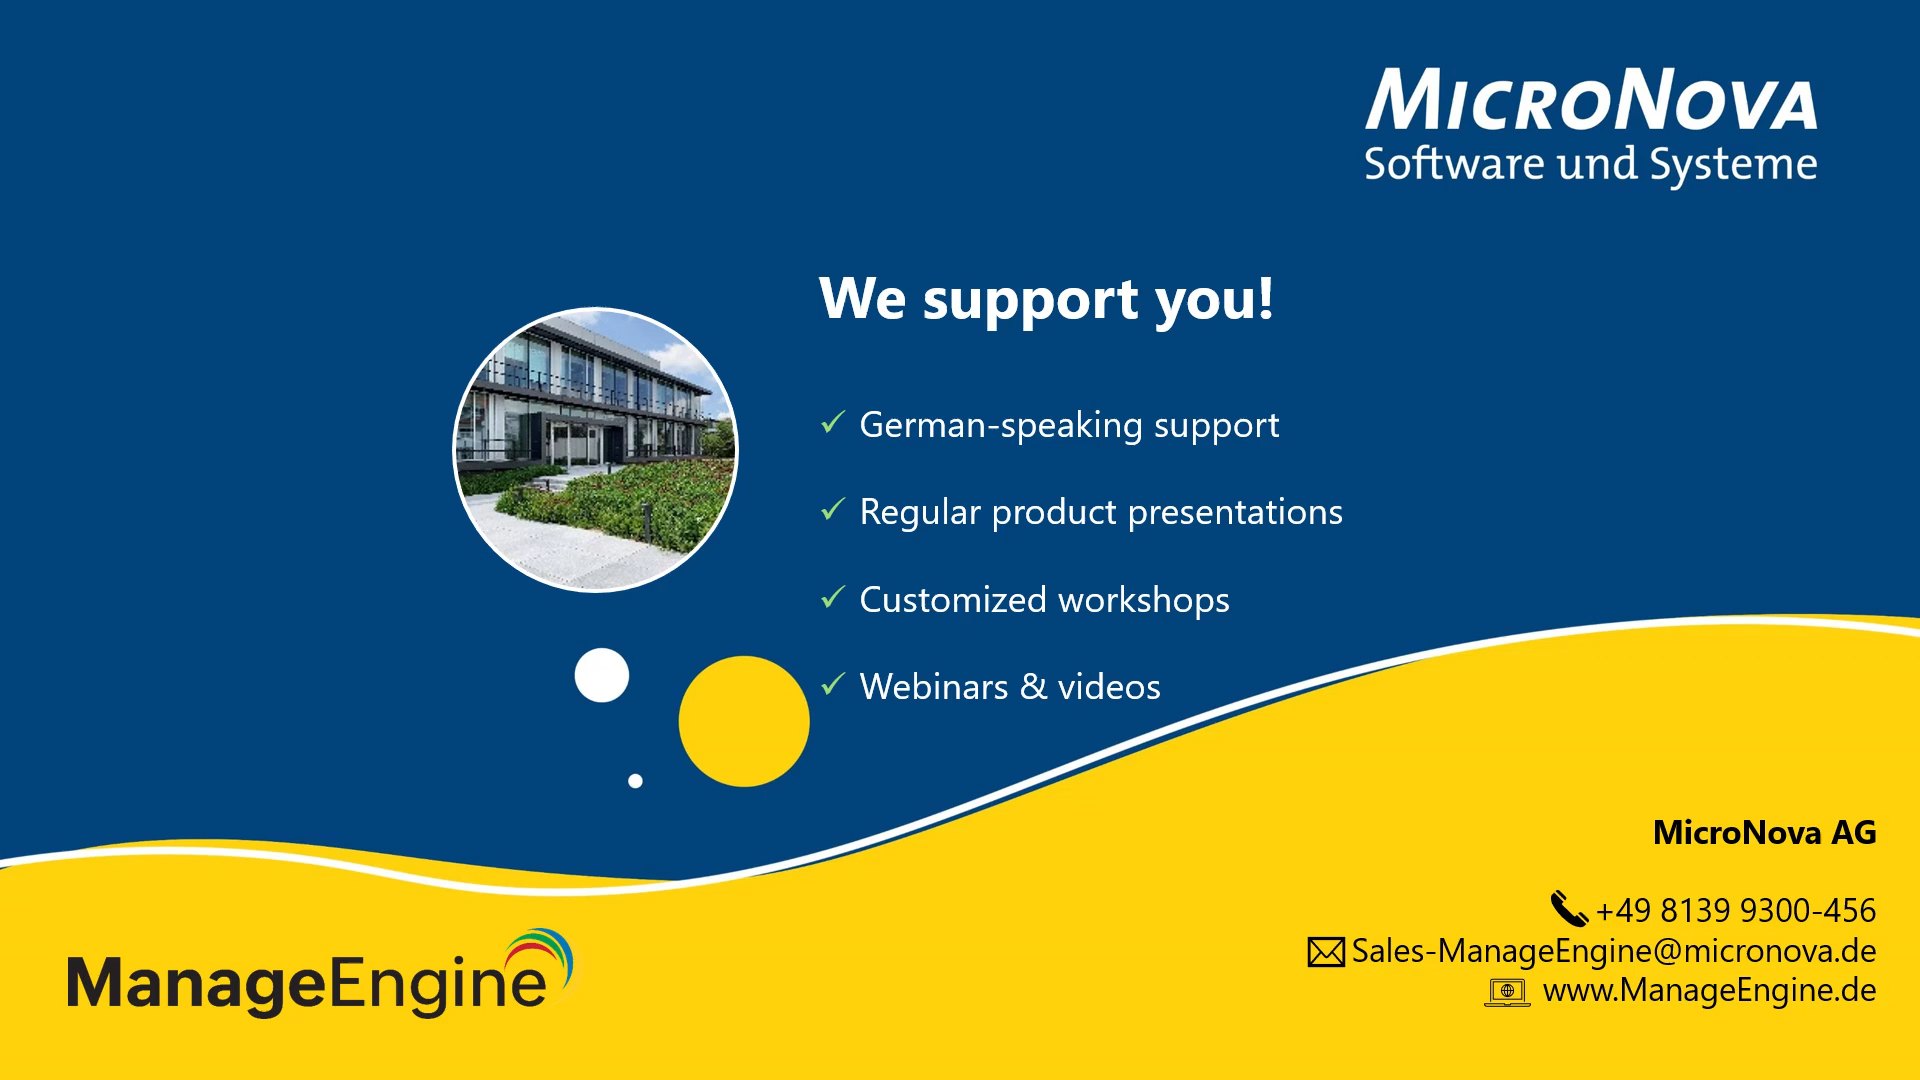 MICRONOVA
Software und Systeme
We support you!
✓ German-speaking support
✓ Regular product presentations
✓ Customized workshops
✓ Webinars & videos
MicroNova AG
+49 8139 9300-456
Sales-ManageEngine@micronova.de
www.ManageEngine.de
ManageEngine